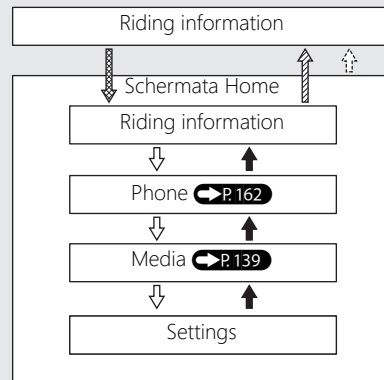 Riding information
Schermata Home
Riding information
Phone P. 162
Media P. 139
Settings